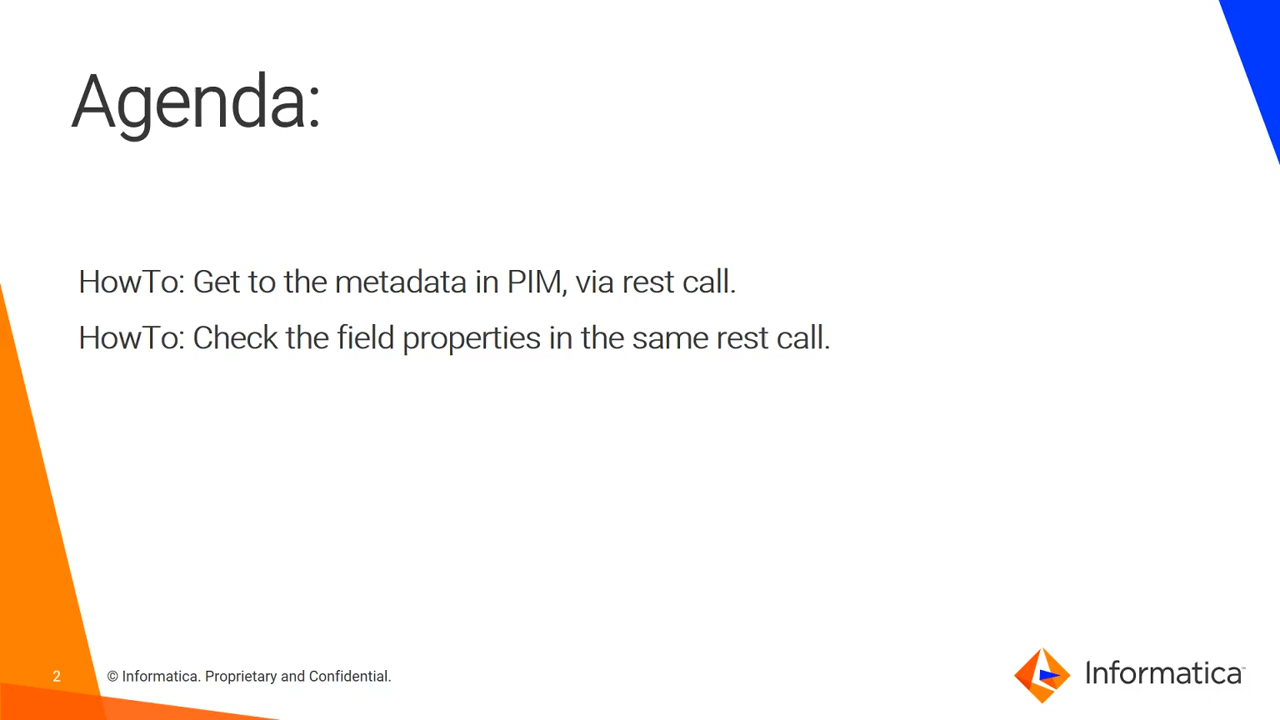 Agenda:
HowTo: Get to the metadata in PIM, via rest call.
HowTo: Check the field properties in the same rest call.
2
© Informatica. Proprietary and Confidential.
Informatica™